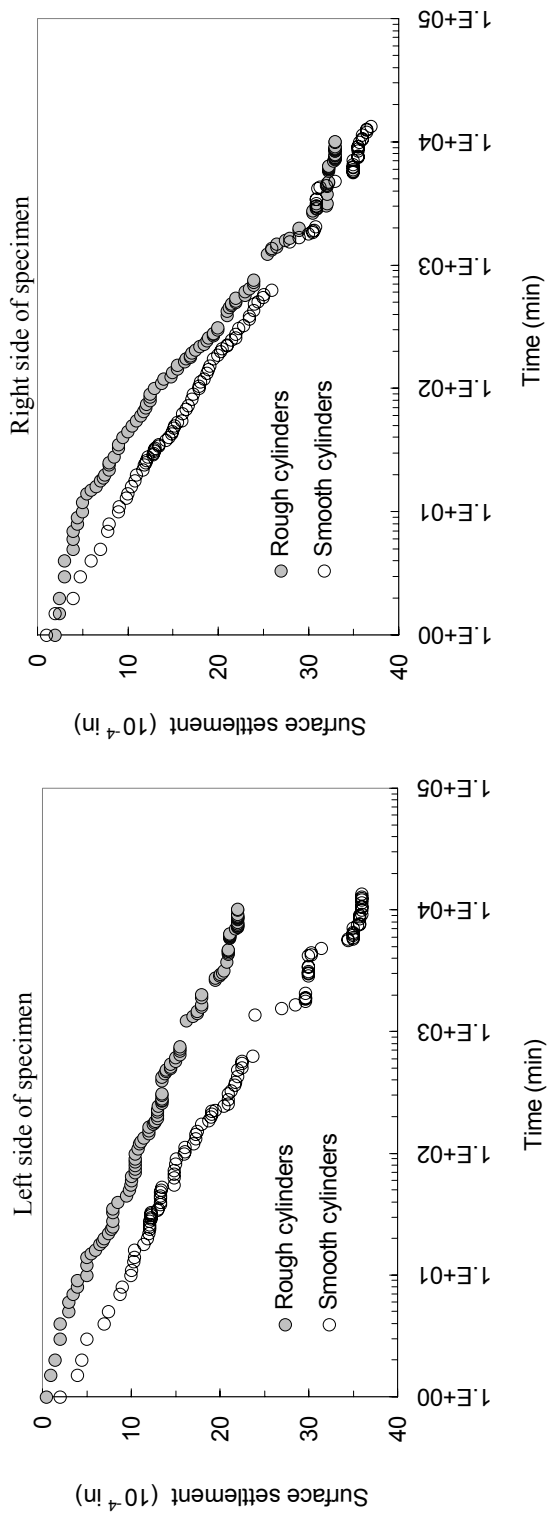 Left side of specimen
Surface settlement (10-4 in)
0
10
20
30
40
Rough cylinders
Smooth cylinders
1.E+00
1.E+01
1.E+02
1.E+03
1.E+04
1.E+05
Time (min)
Right side of specimen
Surface settlement (10-4 in)
0
10
20
30
40
Rough cylinders
Smooth cylinders
1.E+00
1.E+01
1.E+02
1.E+03
1.E+04
1.E+05
Time (min)